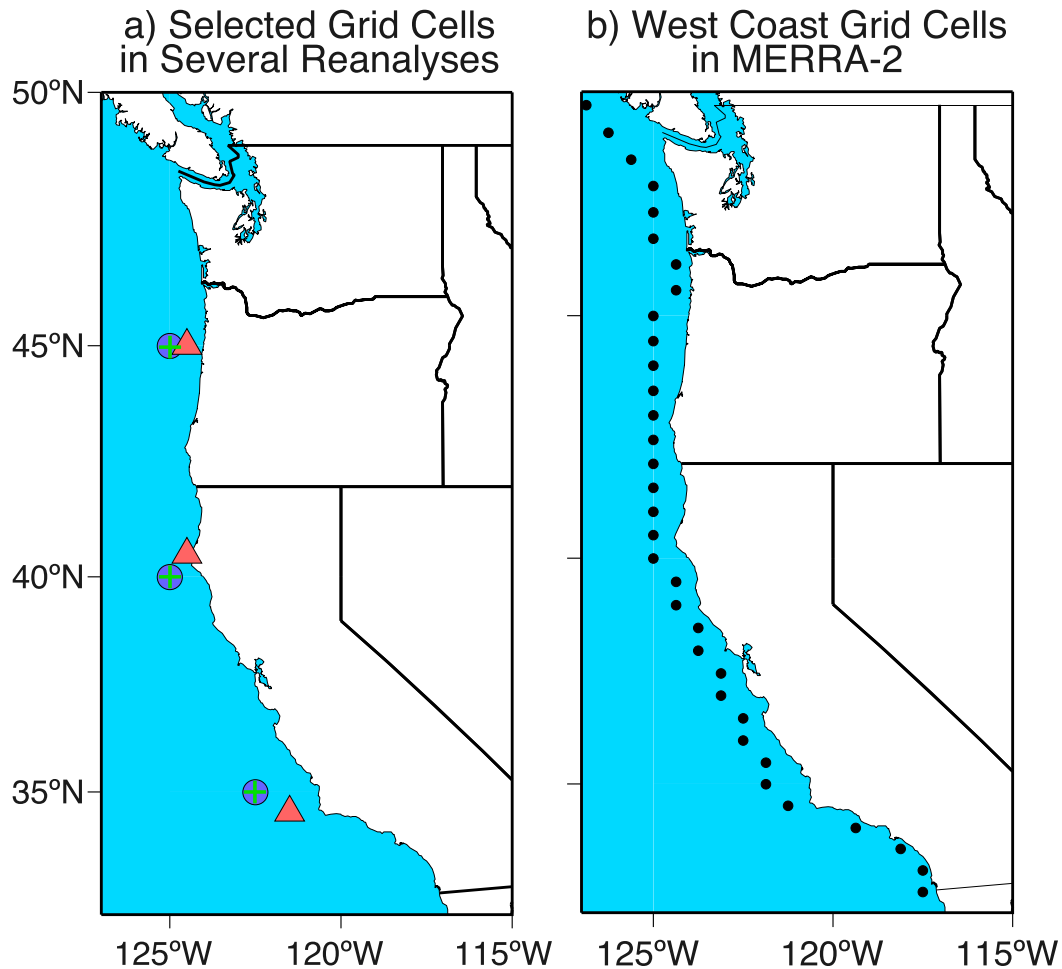 a) Selected Grid Cells
in Several Reanalyses
b) West Coast Grid Cells
in MERRA-2
50°N
45°N
40°N
35°N
125°W
120°W
115°W
125°W
120°W
115°W